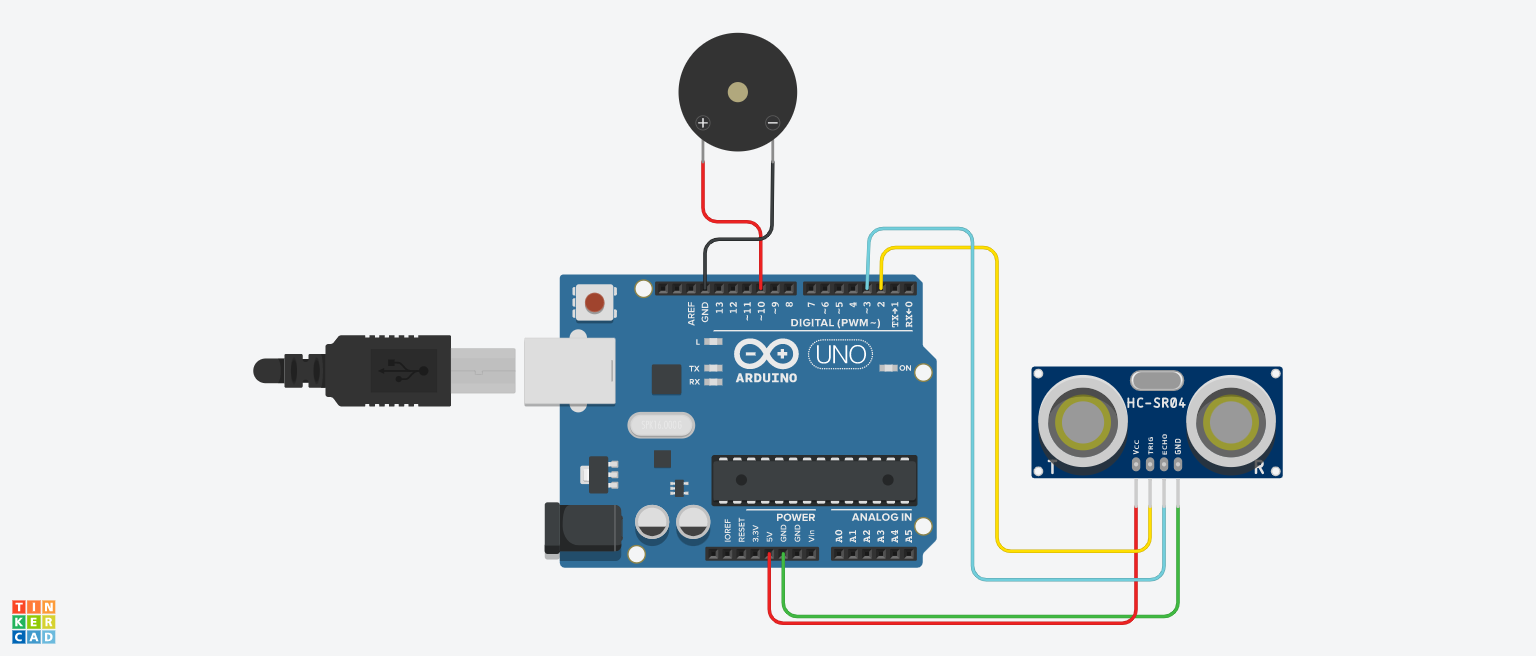 + −
AREF
GND
13
12
~11
~10
~9
8
7
~6
~5
4
~3
2
TX→1
RX←0
DIGITAL (PWM~)
L
TX
RX
ARDUINO
UNO
ON
HC-SR04
VCC
TRIG
ECHO
GND
T
R
POWER
ANALOG IN
IOREF
RESET
3.3V
5V
GND
GND
Vin
A0
A1
A2
A3
A4
A5
TIN
KER
CAD